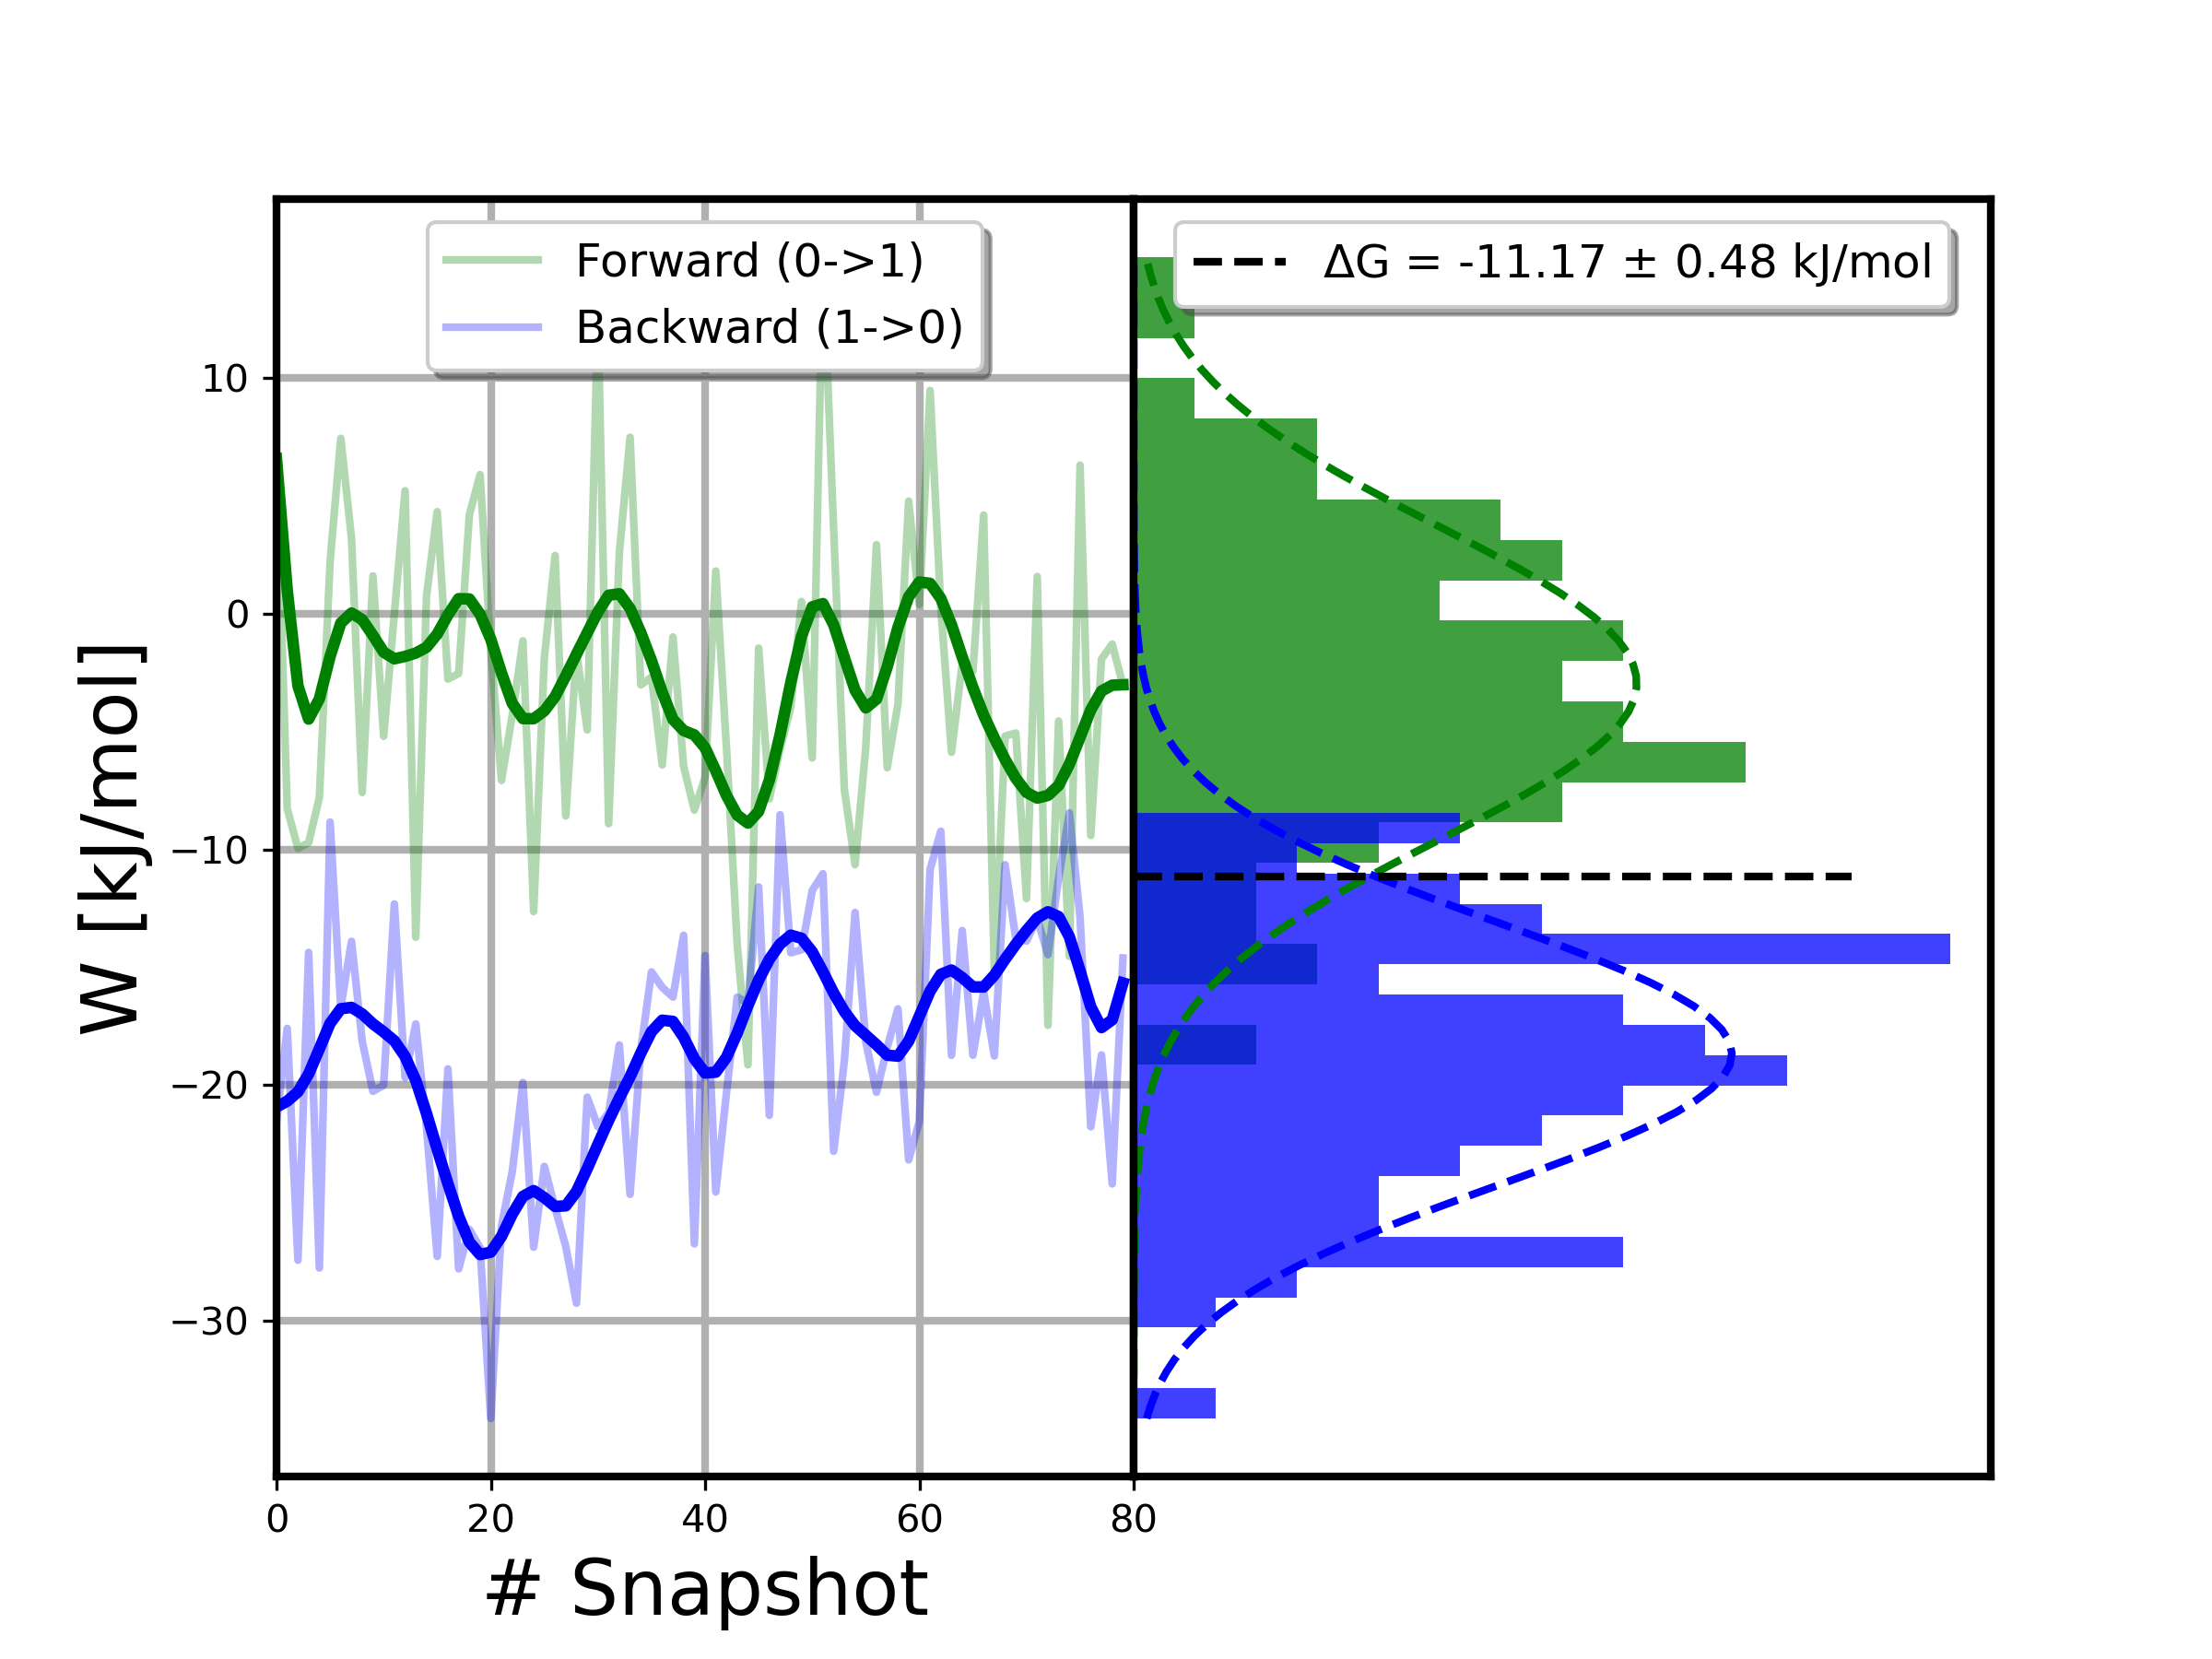 Forward (0->1)
Backward (1->0)
ΔG = -11.17 ± 0.48 kJ/mol
W [kJ/mol]
10
0
−10
−20
−30
0 20 40 60 80
# Snapshot